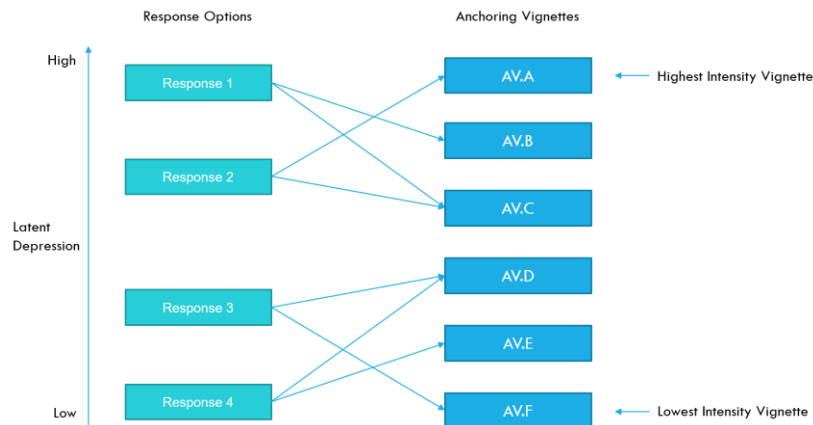 Response Options
Anchoring Vignettes
High
Response 1
AV.A
Highest Intensity Vignette
AV.B
Response 2
AV.C
Latent
Depression
AV.D
Response 3
AV.E
Response 4
AV.F
Low
Lowest Intensity Vignette